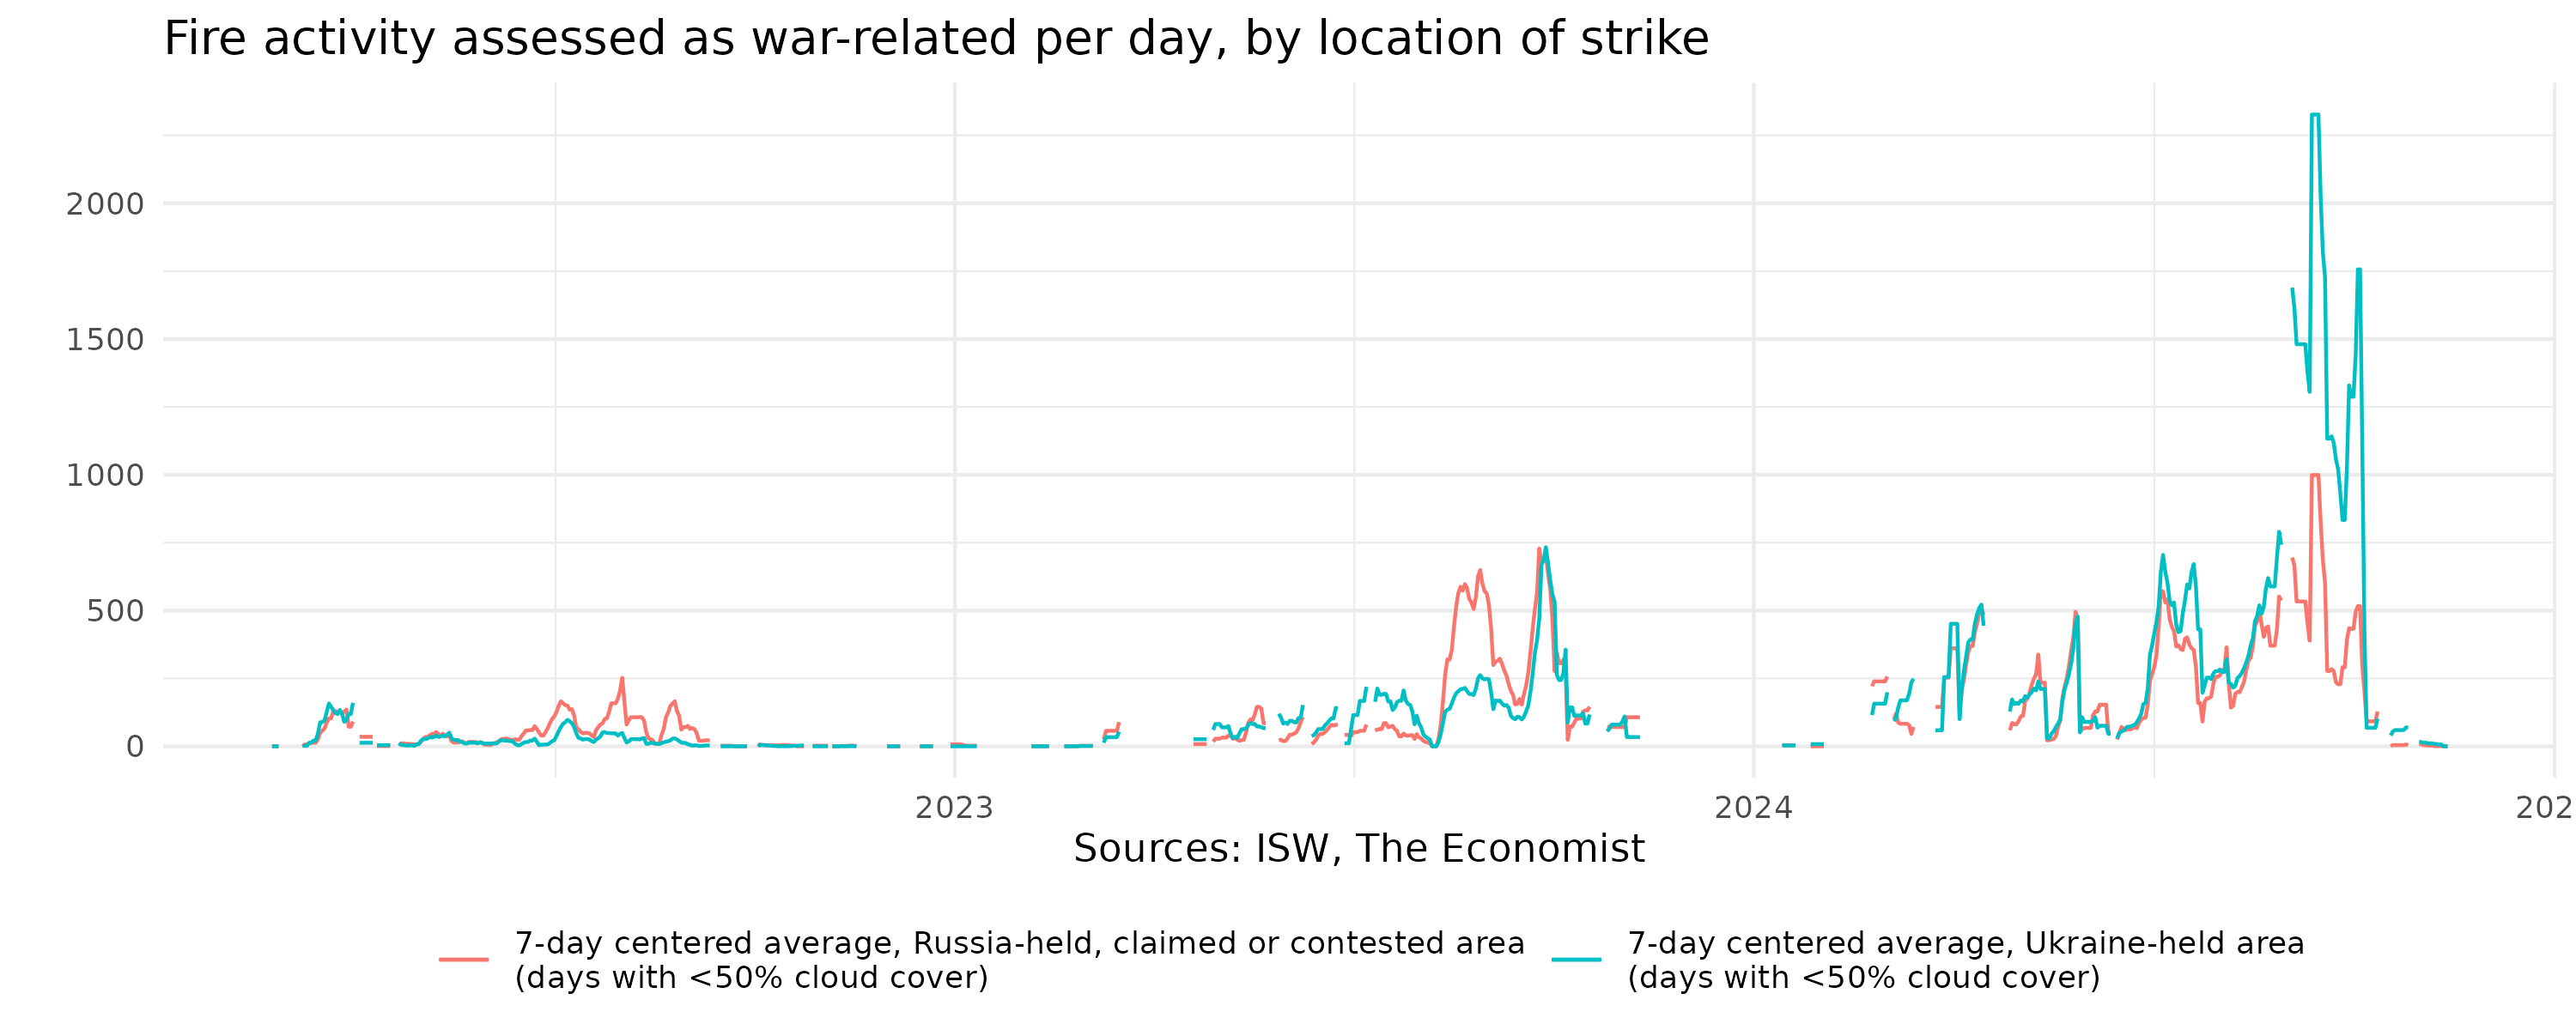 Fire activity assessed as war-related per day, by location of strike
2000
1500
1000
500
0
2023
2024
202
Sources: ISW, The Economist
7-day centered average, Russia-held, claimed or contested area
(days with <50% cloud cover)
7-day centered average, Ukraine-held area
(days with <50% cloud cover)